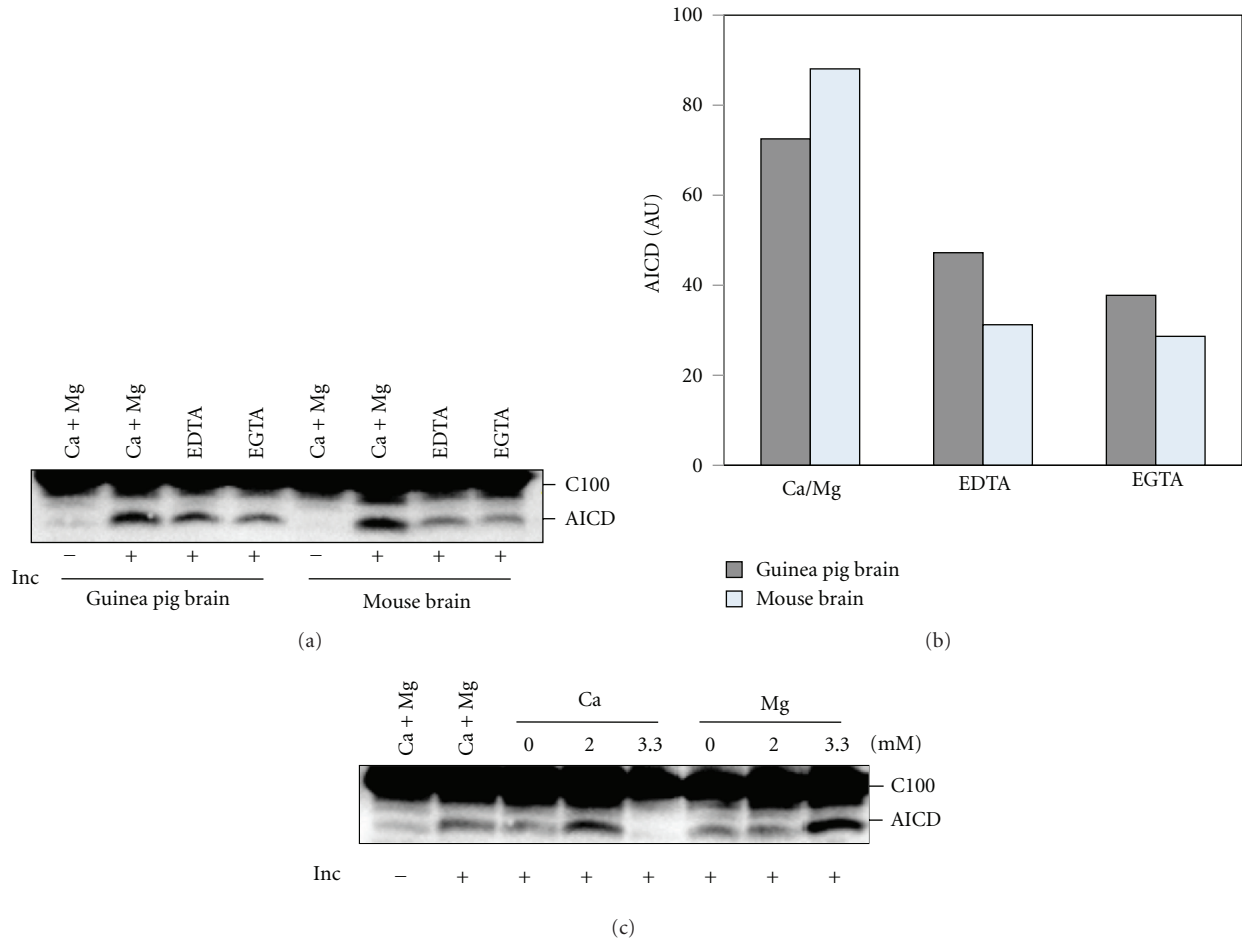 Ca + Mg
Ca + Mg
EDTA
EGTA
Ca + Mg
Ca + Mg
EDTA
EGTA
C100
AICD
− + + + − + + +
Inc
Guinea pig brain
Mouse brain
(a)
100
80
60
40
20
0
AICD (AU)
Ca/Mg
EDTA
EGTA
Guinea pig brain
Mouse brain
(b)
Ca + Mg
Ca + Mg
Ca
Mg
0 2 3.3 0 2 3.3 (mM)
C100
AICD
Inc − + + + + + + +
(c)